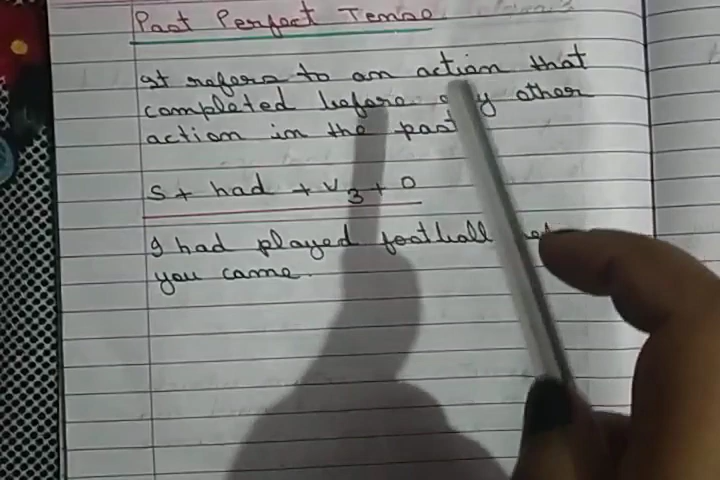 Past Perfect Tense
It refers to an action that
completed before other
action in the past
S + had + V3 + O
I had played football
you came.